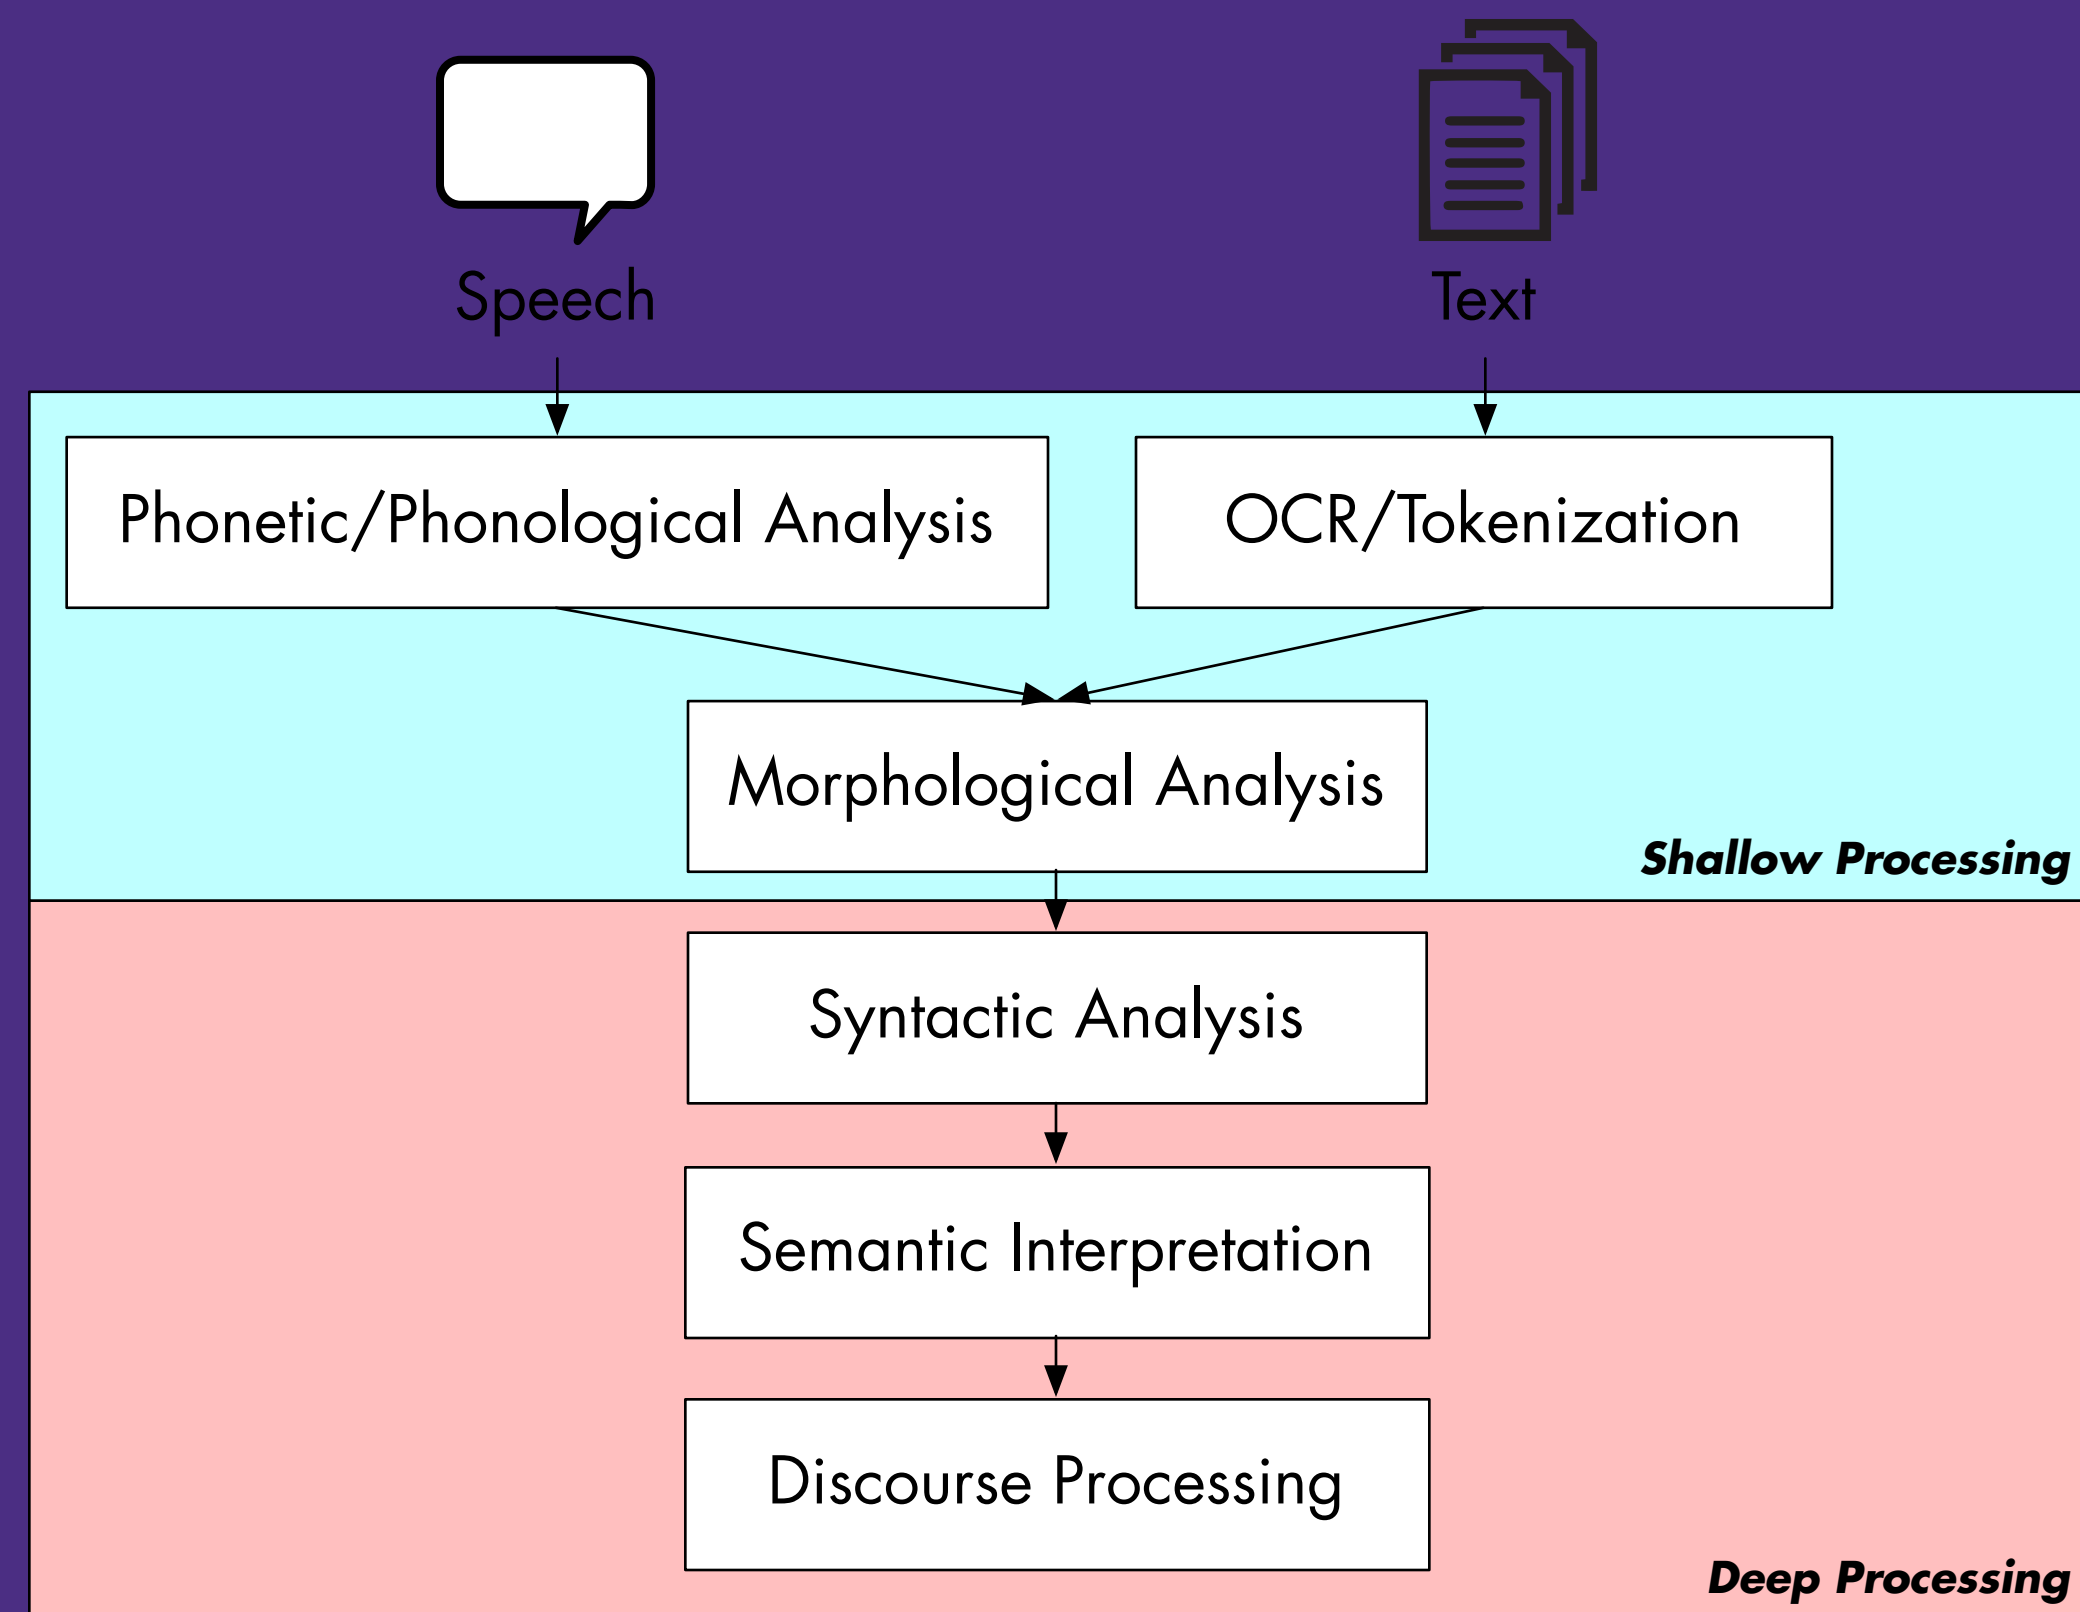 Speech
Text
Phonetic/Phonological Analysis
OCR/Tokenization
Morphological Analysis
Shallow Processing
Syntactic Analysis
Semantic Interpretation
Discourse Processing
Deep Processing